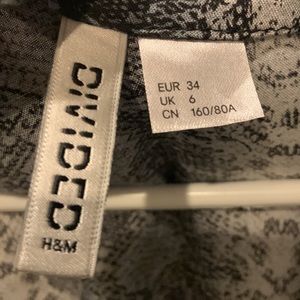 DIVIDED
H&M
EUR 34
UK 6
CN 160/80A